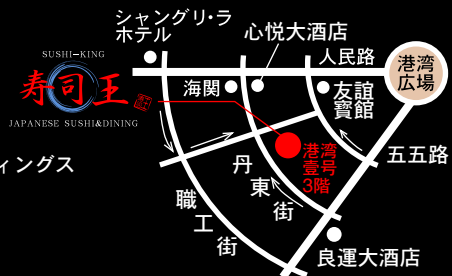 シャングリ・ラ
ホテル
心悦大酒店
人民路
港湾
広場
SUSHI-KING
寿司王
JAPANESE SUSHI&DINING
海関
友誼
寶館
港湾
壹号
3階
五五路
ィングス
丹
東
街
職
工
街
良運大酒店